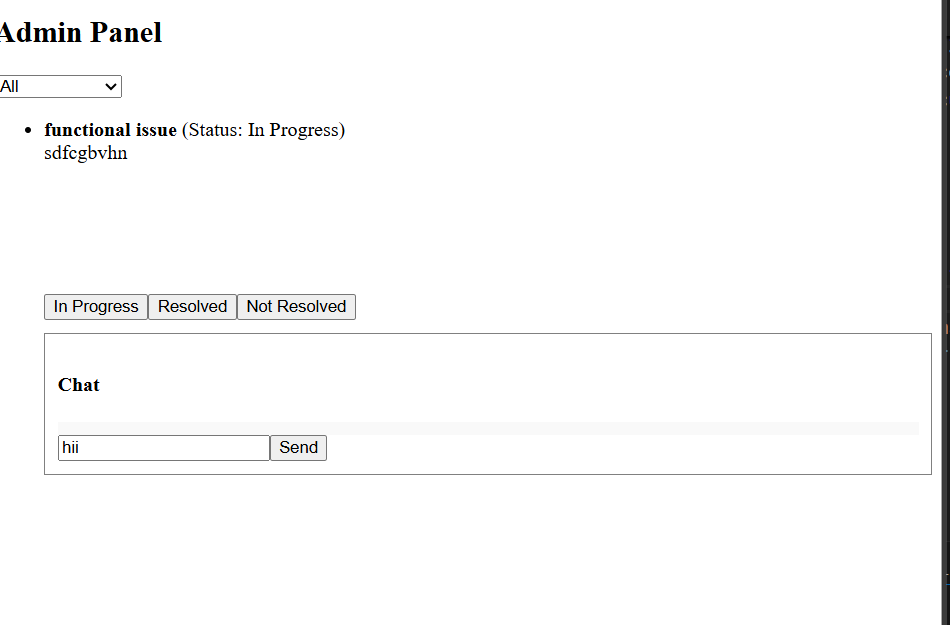 Admin Panel
All
functional issue (Status: In Progress)
sdfcgbvhn
In Progress Resolved Not Resolved
Chat
hii Send